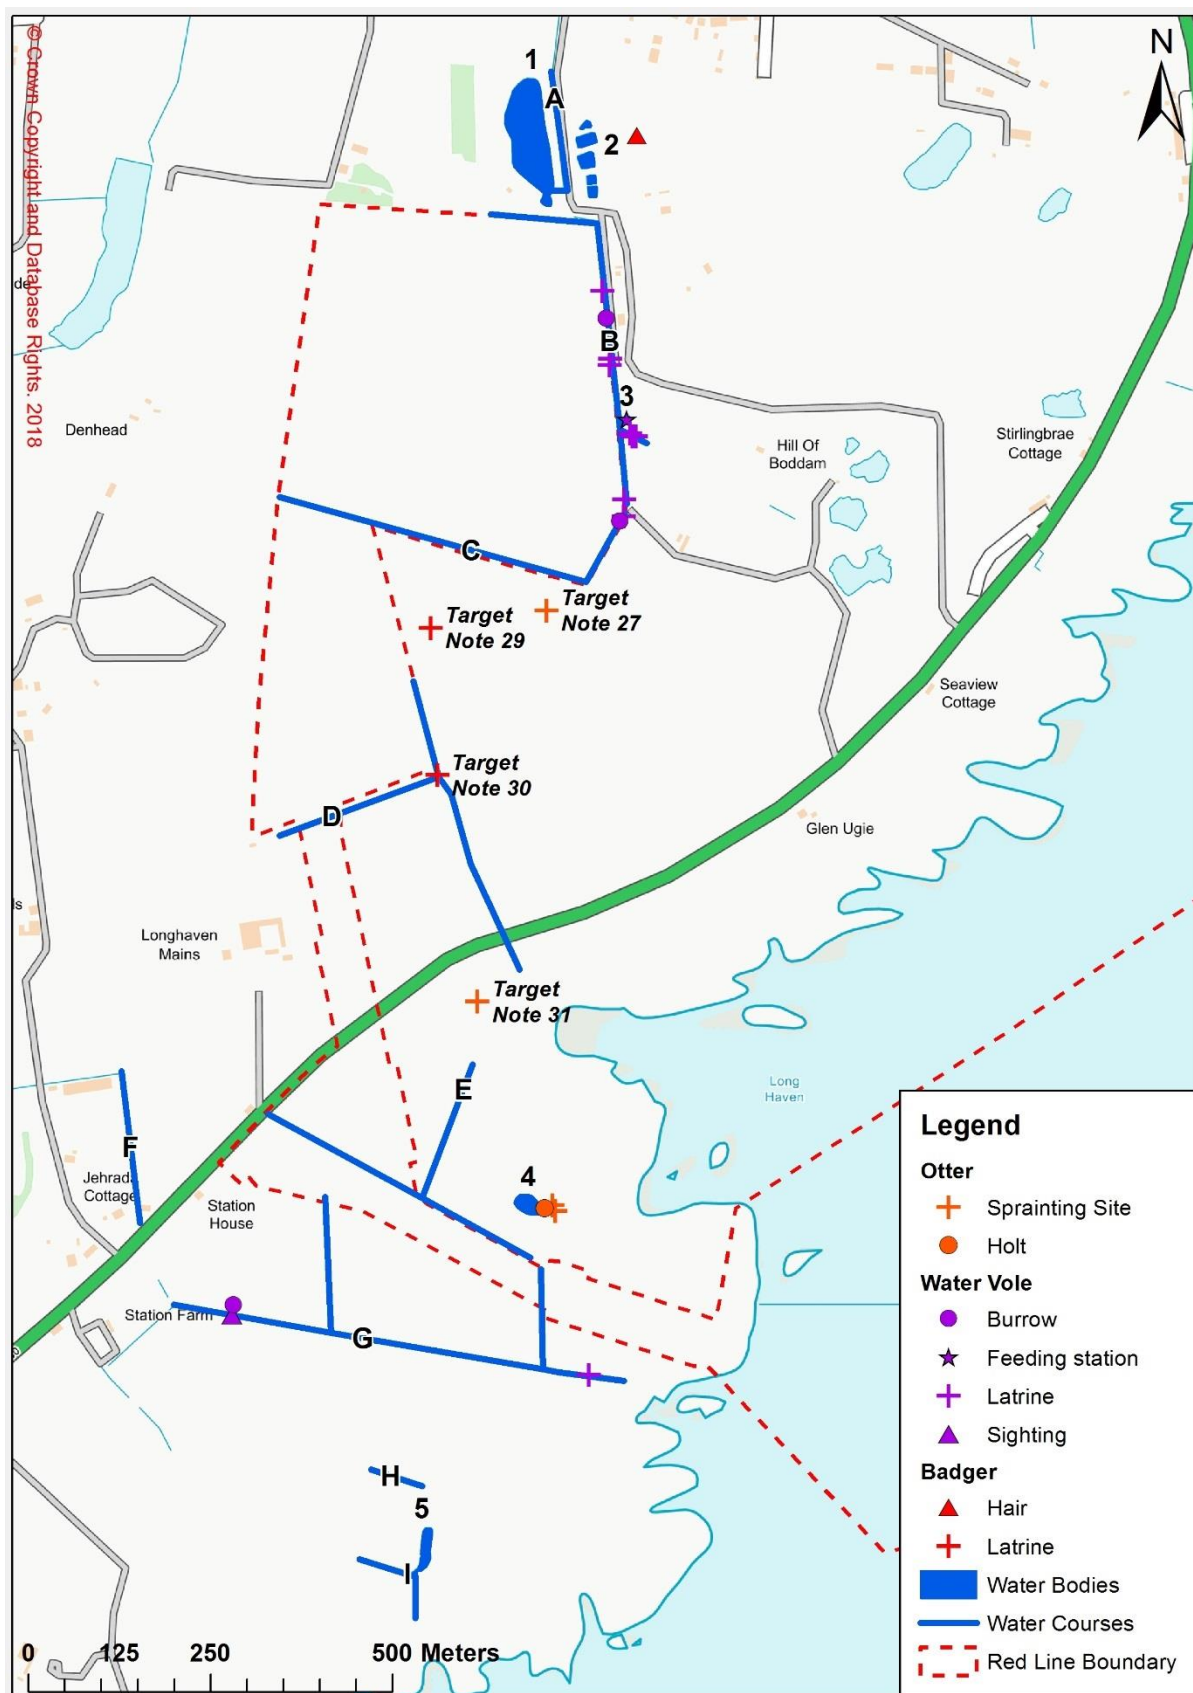 © Crown Copyright and Database Rights. 2018
N
1
A
2
de
B
3
Denhead
Hill Of
Boddam
Stirlingbrae
Cottage
C
Target
Note 27
Target
Note 29
Seaview
Cottage
Target
Note 30
D
Glen Ugie
ls
Longhaven
Mains
Target
Note 31
E
Long
Haven
F
Jehrada
Cottage
4
Station
House
Station Farm
G
H
5
I
0 125 250 500 Meters
Legend
Otter
Sprainting Site
Holt
Water Vole
Burrow
Feeding station
Latrine
Sighting
Badger
Hair
Latrine
Water Bodies
Water Courses
Red Line Boundary